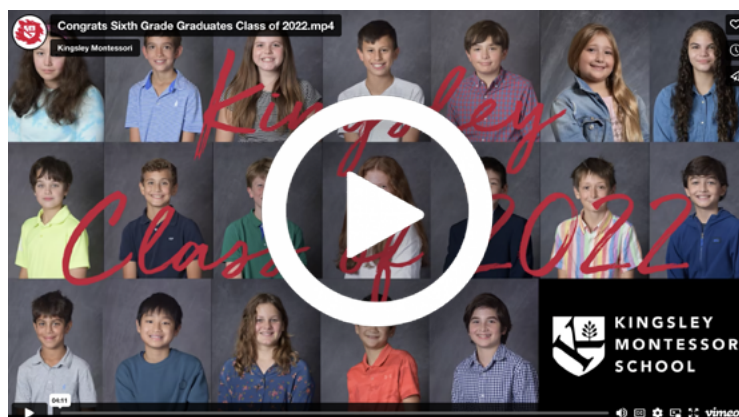 Congrats Sixth Grade Graduates Class of 2022.mp4
Kingsley Montessori
Kingsley
Class of 2022
KINGSLEY
MONTESSOR
SCHOOL
04:11
vimeo